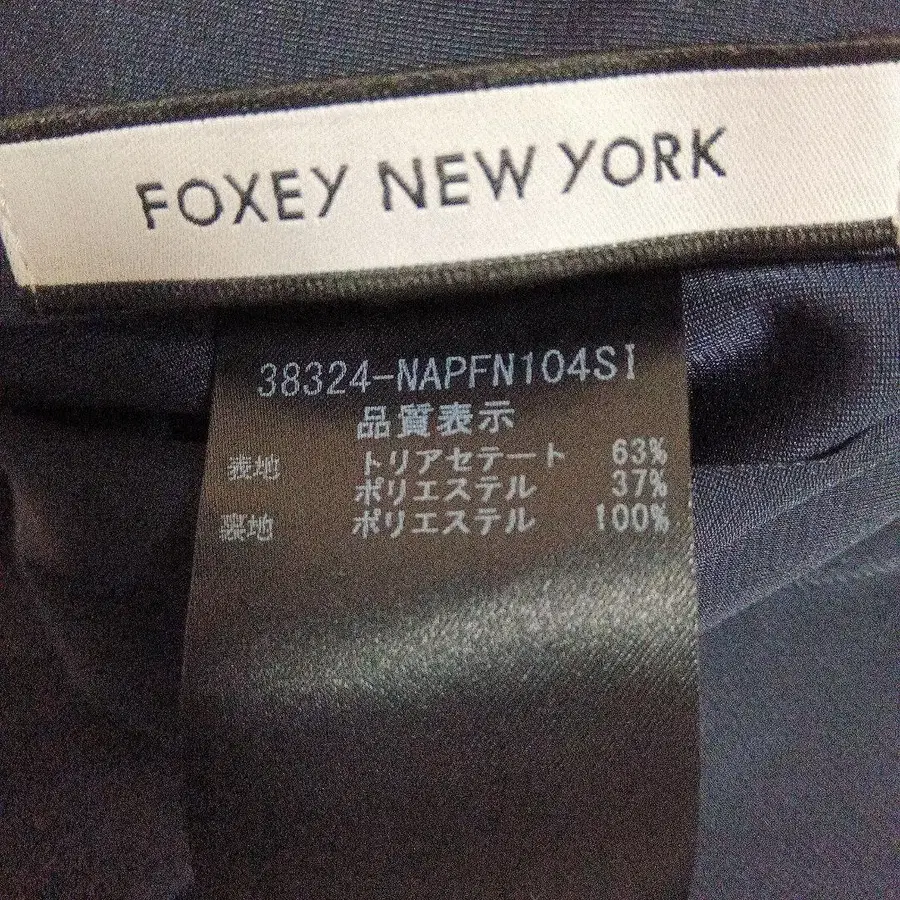 FOXEY NEW YORK
38324-NAPFN104SI
品質表示
表地 トリアセテート 63%
ポリエステル 37%
裏地 ポリエステル 100%